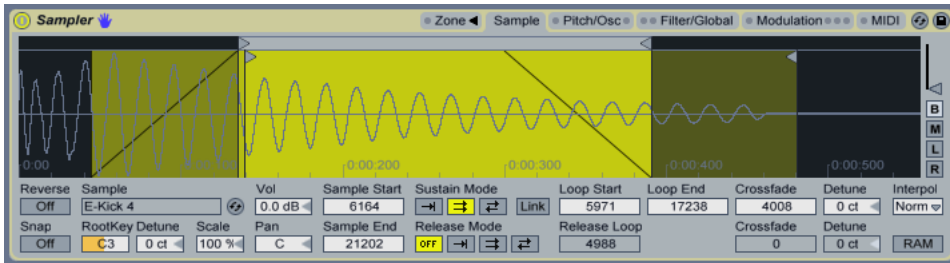 Sampler Zone Sample Pitch/Osc Filter/Global Modulation MIDI
0:00 0:00:200 0:00:300 0:00:400 0:00:500
B
M
L
R
Reverse Sample Vol Sample Start Sustain Mode Loop Start Loop End Crossfade Detune Interpol
Off E-Kick 4 0.0 dB 6164 Link 5971 17238 4008 0 ct Norm
Snap RootKey Detune Scale Pan Sample End Release Mode Release Loop Crossfade Detune
Off C3 0 ct 100 % C 21202 OFF 4988 0 0 ct RAM